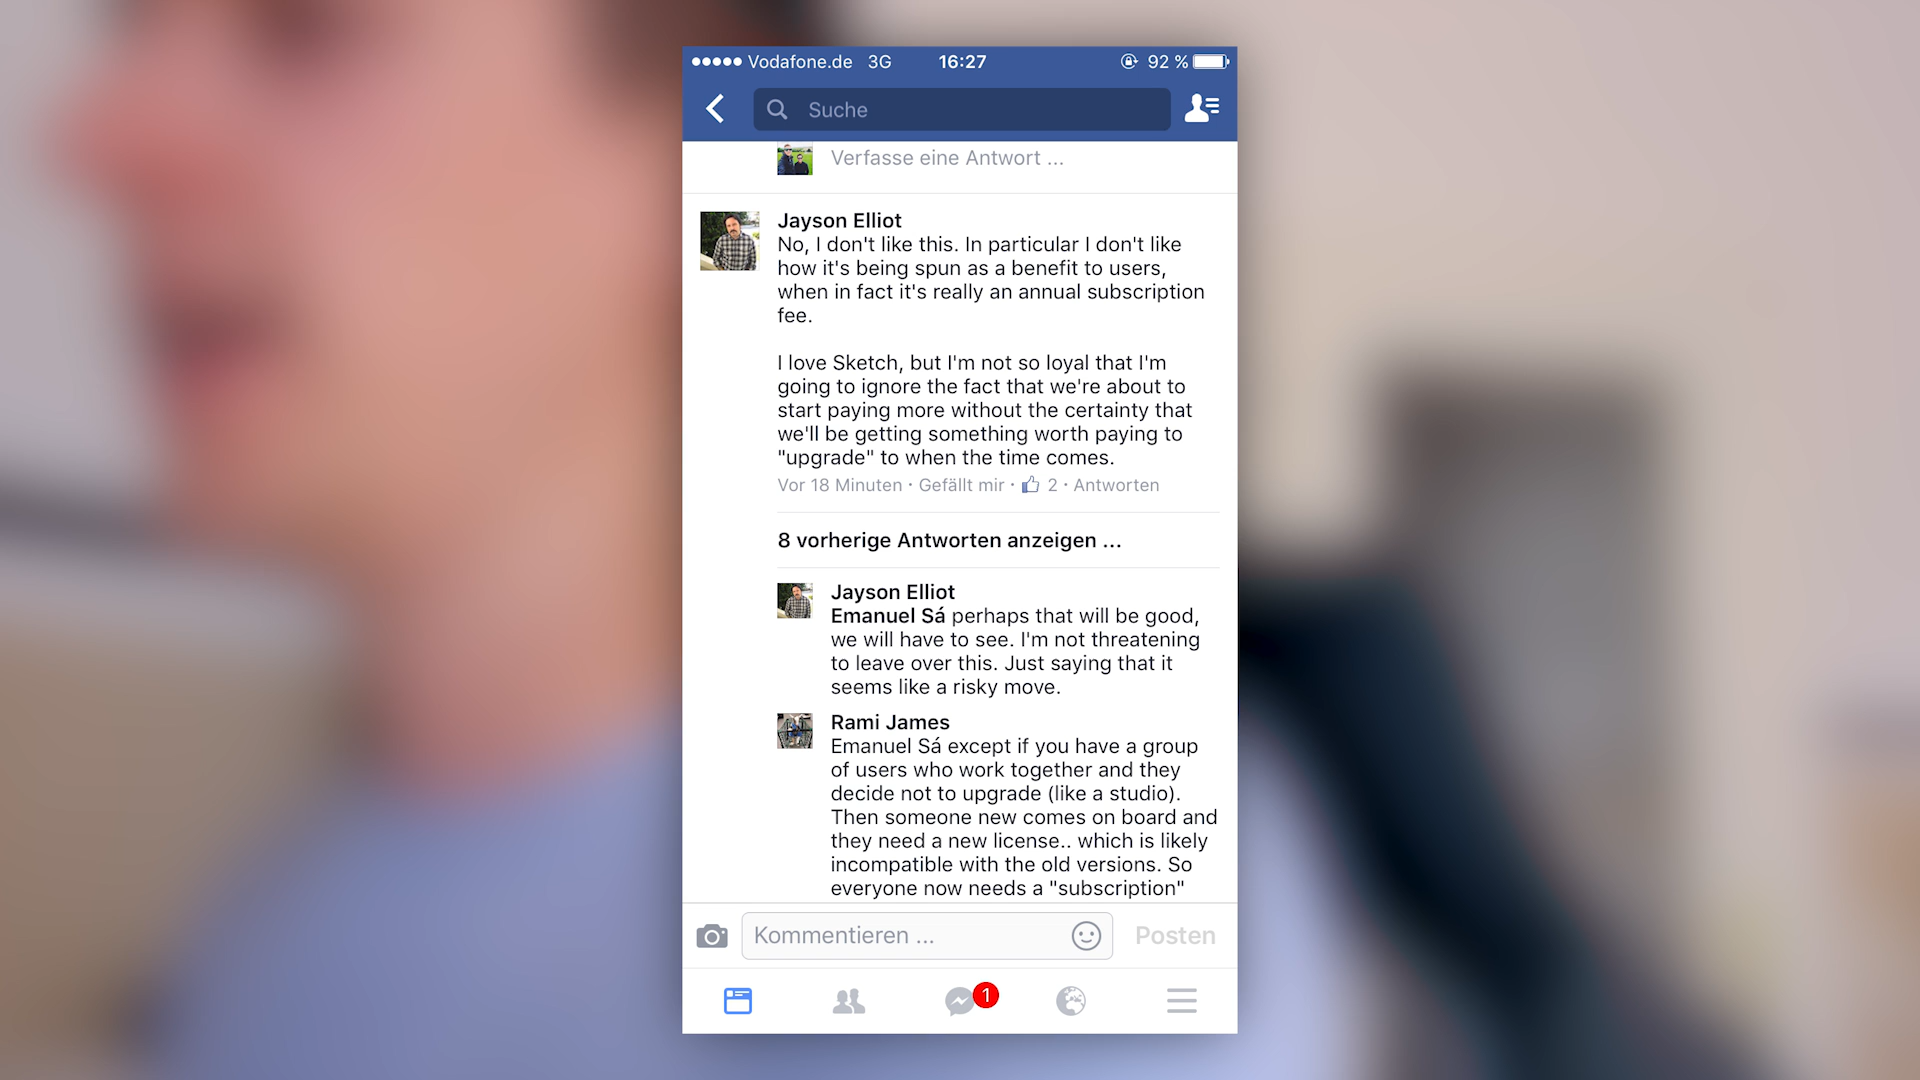 Vodafone.de 3G 16:27 92 %
Suche
Verfasse eine Antwort ...
Jayson Elliot
No, I don't like this. In particular I don't like
how it's being spun as a benefit to users,
when in fact it's really an annual subscription
fee.
I love Sketch, but I'm not so loyal that I'm
going to ignore the fact that we're about to
start paying more without the certainty that
we'll be getting something worth paying to
"upgrade" to when the time comes.
Vor 18 Minuten · Gefällt mir · 2 · Antworten
8 vorherige Antworten anzeigen ...
Jayson Elliot
Emanuel Sá perhaps that will be good,
we will have to see. I'm not threatening
to leave over this. Just saying that it
seems like a risky move.
Rami James
Emanuel Sá except if you have a group
of users who work together and they
decide not to upgrade (like a studio).
Then someone new comes on board and
they need a new license.. which is likely
incompatible with the old versions. So
everyone now needs a "subscription"
Kommentieren ... Posten
1